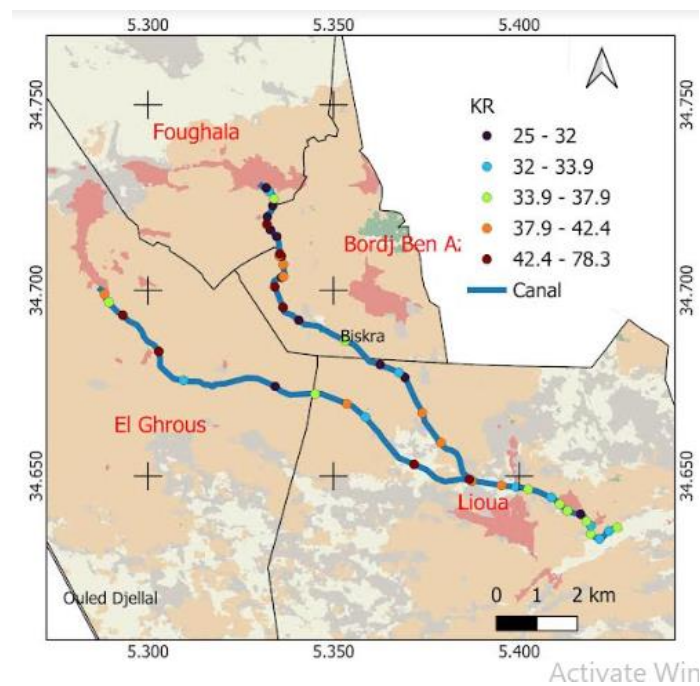 5.300 5.350 5.400
34.750
34.750
Foughala
KR
25 - 32
32 - 33.9
33.9 - 37.9
37.9 - 42.4
42.4 - 78.3
Canal
Bordj Ben A:
34.700
34.700
Biskra
El Ghrous
34.650
34.650
Lioua
Ouled Djellal
0 1 2 km
5.300 5.350 5.400
Activate Win